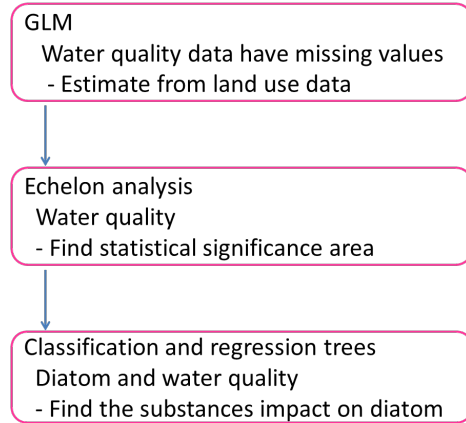 GLM
Water quality data have missing values
- Estimate from land use data
Echelon analysis
Water quality
- Find statistical significance area
Classification and regression trees
Diatom and water quality
- Find the substances impact on diatom